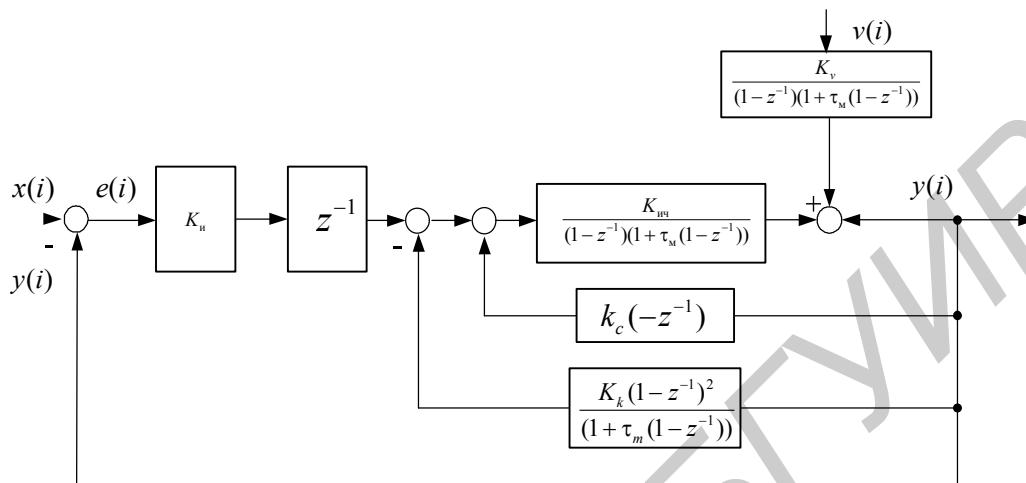 v(i)
K_v
(1 − z^{-1})(1 + τ_м(1 − z^{-1}))
x(i)
e(i)
-
y(i)
K_и
z^{-1}
-
K_ич
(1 − z^{-1})(1 + τ_м(1 − z^{-1}))
+
y(i)
k_c(−z^{-1})
K_k(1 − z^{-1})^2
(1 + τ_m(1 − z^{-1}))
БГУИР